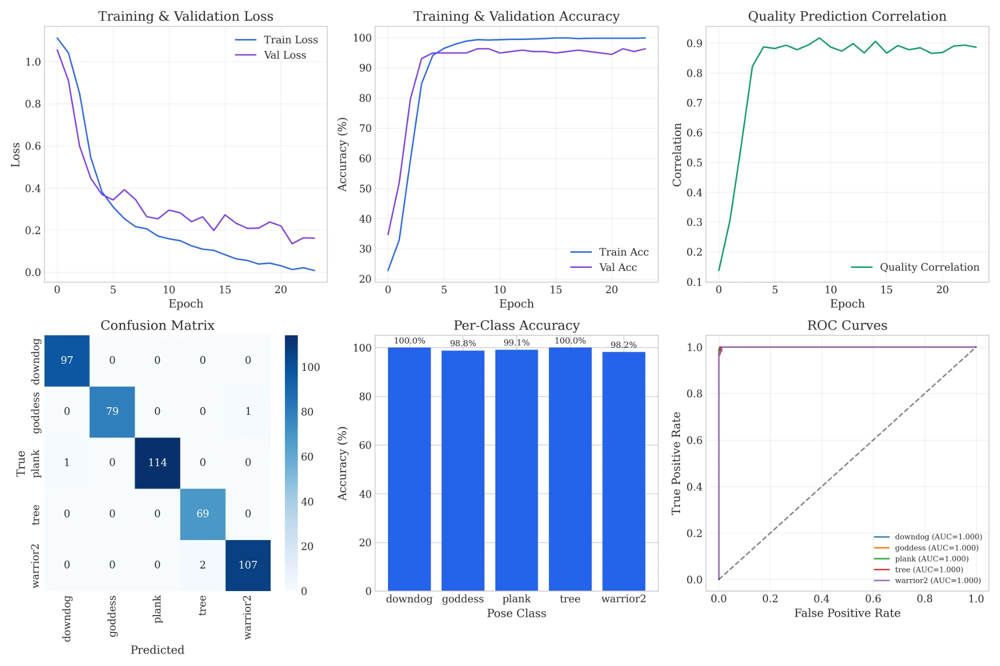 Training & Validation Loss
Train Loss
Val Loss
1.0
0.8
0.6
0.4
0.2
0.0
Loss
0 5 10 15 20
Epoch
Training & Validation Accuracy
100
90
80
70
60
50
40
30
20
Accuracy (%)
Train Acc
Val Acc
0 5 10 15 20
Epoch
Quality Prediction Correlation
0.9
0.8
0.7
0.6
0.5
0.4
0.3
0.2
0.1
Correlation
Quality Correlation
0 5 10 15 20
Epoch
Confusion Matrix
True
downdog
97 0 0 0 0
goddess
0 79 0 0 1
plank
1 0 114 0 0
tree
0 0 0 69 0
warrior2
0 0 0 2 107
downdog goddess plank tree warrior2
Predicted
100
80
60
40
20
0
Per-Class Accuracy
100.0% 98.8% 99.1% 100.0% 98.2%
100
80
60
40
20
0
Accuracy (%)
downdog goddess plank tree warrior2
Pose Class
ROC Curves
1.0
0.8
0.6
0.4
0.2
0.0
True Positive Rate
downdog (AUC=1.000)
goddess (AUC=1.000)
plank (AUC=1.000)
tree (AUC=1.000)
warrior2 (AUC=1.000)
0.0 0.2 0.4 0.6 0.8 1.0
False Positive Rate